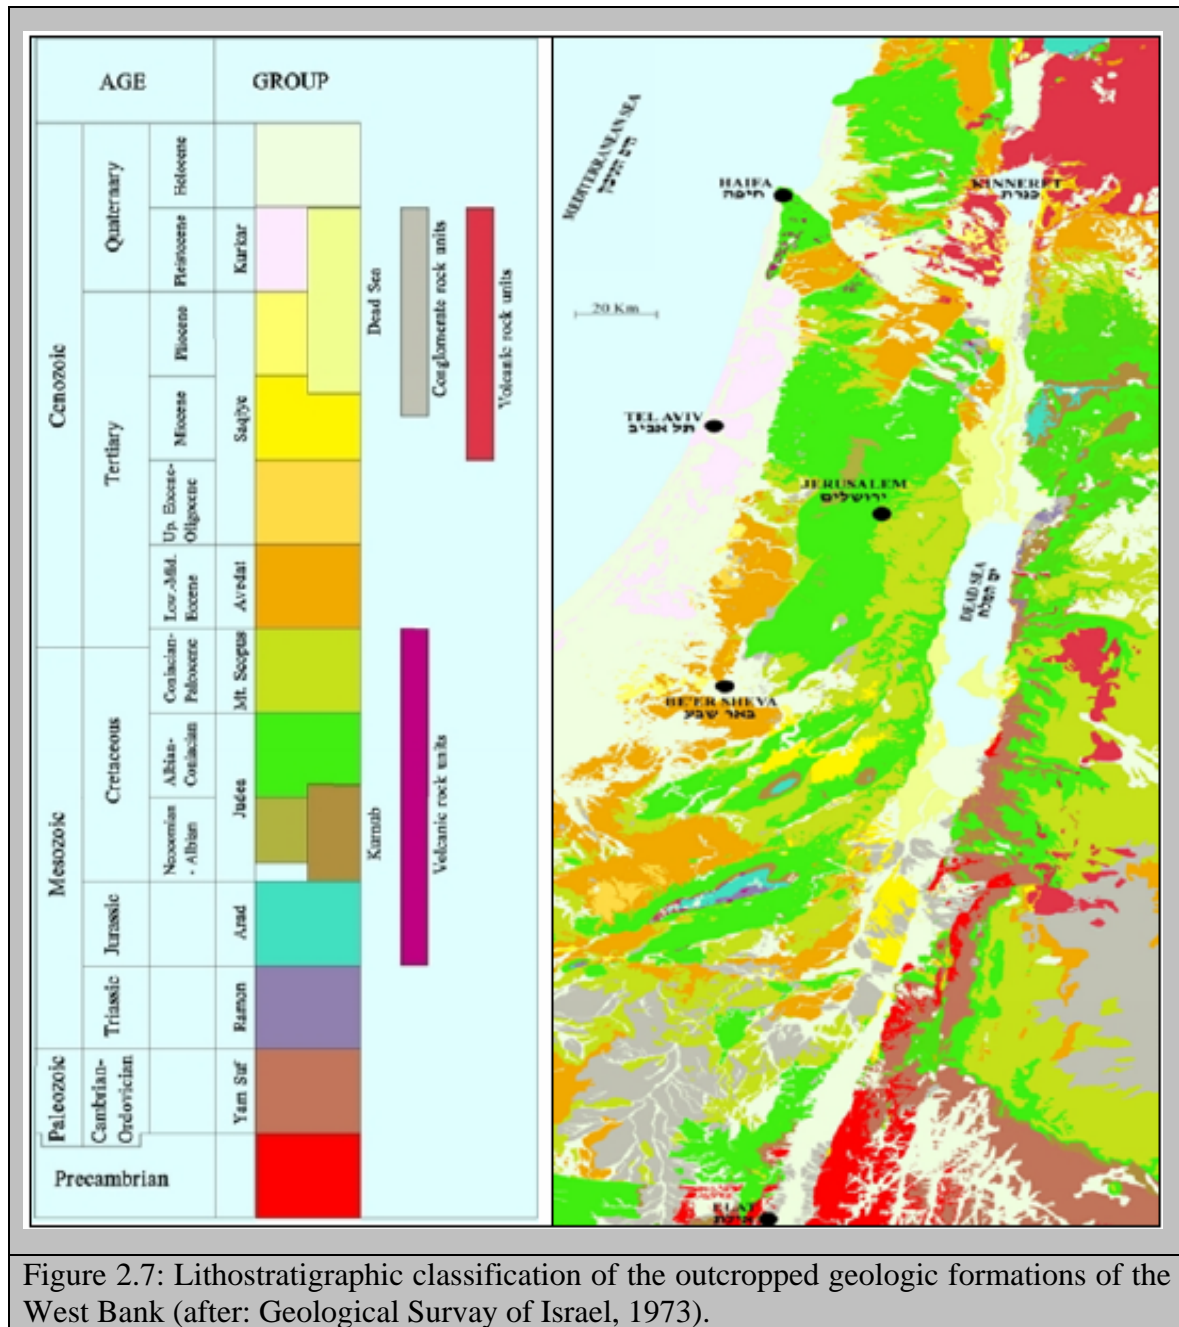 AGE
GROUP
Cenozoic
Quaternary
Holocene
Pleistocene
Kurkar
Dead Sea
Conglomerate rock units
Volcanic rock units
Tertiary
Pliocene
Miocene
Saqiye
Up. Eocene-
Oligocene
Low.-Mid.
Eocene
Avedat
Mesozoic
Cretaceous
Coniacian-
Paleocene
Mt. Scopus
Albian-
Coniacian
Judea
Neocomian
- Albian
Kurnub
Volcanic rock units
Jurassic
Arad
Triassic
Ramon
Paleozoic
Cambrian-
Ordovician
Yam Suf
Precambrian
MEDITERRANEAN SEA
HAIFA
חיפה
KINNERET
כנרת
20 Km
TEL AVIV
תל אביב
JERUSALEM
ירושלים
DEAD SEA
ים המלח
BE'ER SHEVA
באר שבע
ELAT
אילת
Figure 2.7: Lithostratigraphic classification of the outcropped geologic formations of the
West Bank (after: Geological Survay of Israel, 1973).